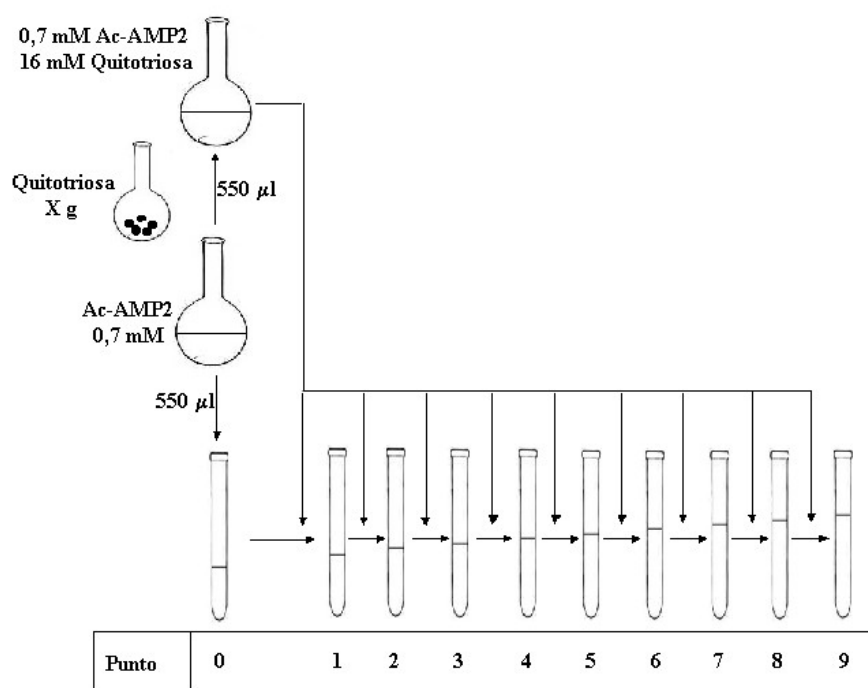 0,7 mM Ac-AMP2
16 mM Quitotriosa
Quitotriosa
X g
550 µl
Ac-AMP2
0,7 mM
550 µl
Punto 0 1 2 3 4 5 6 7 8 9